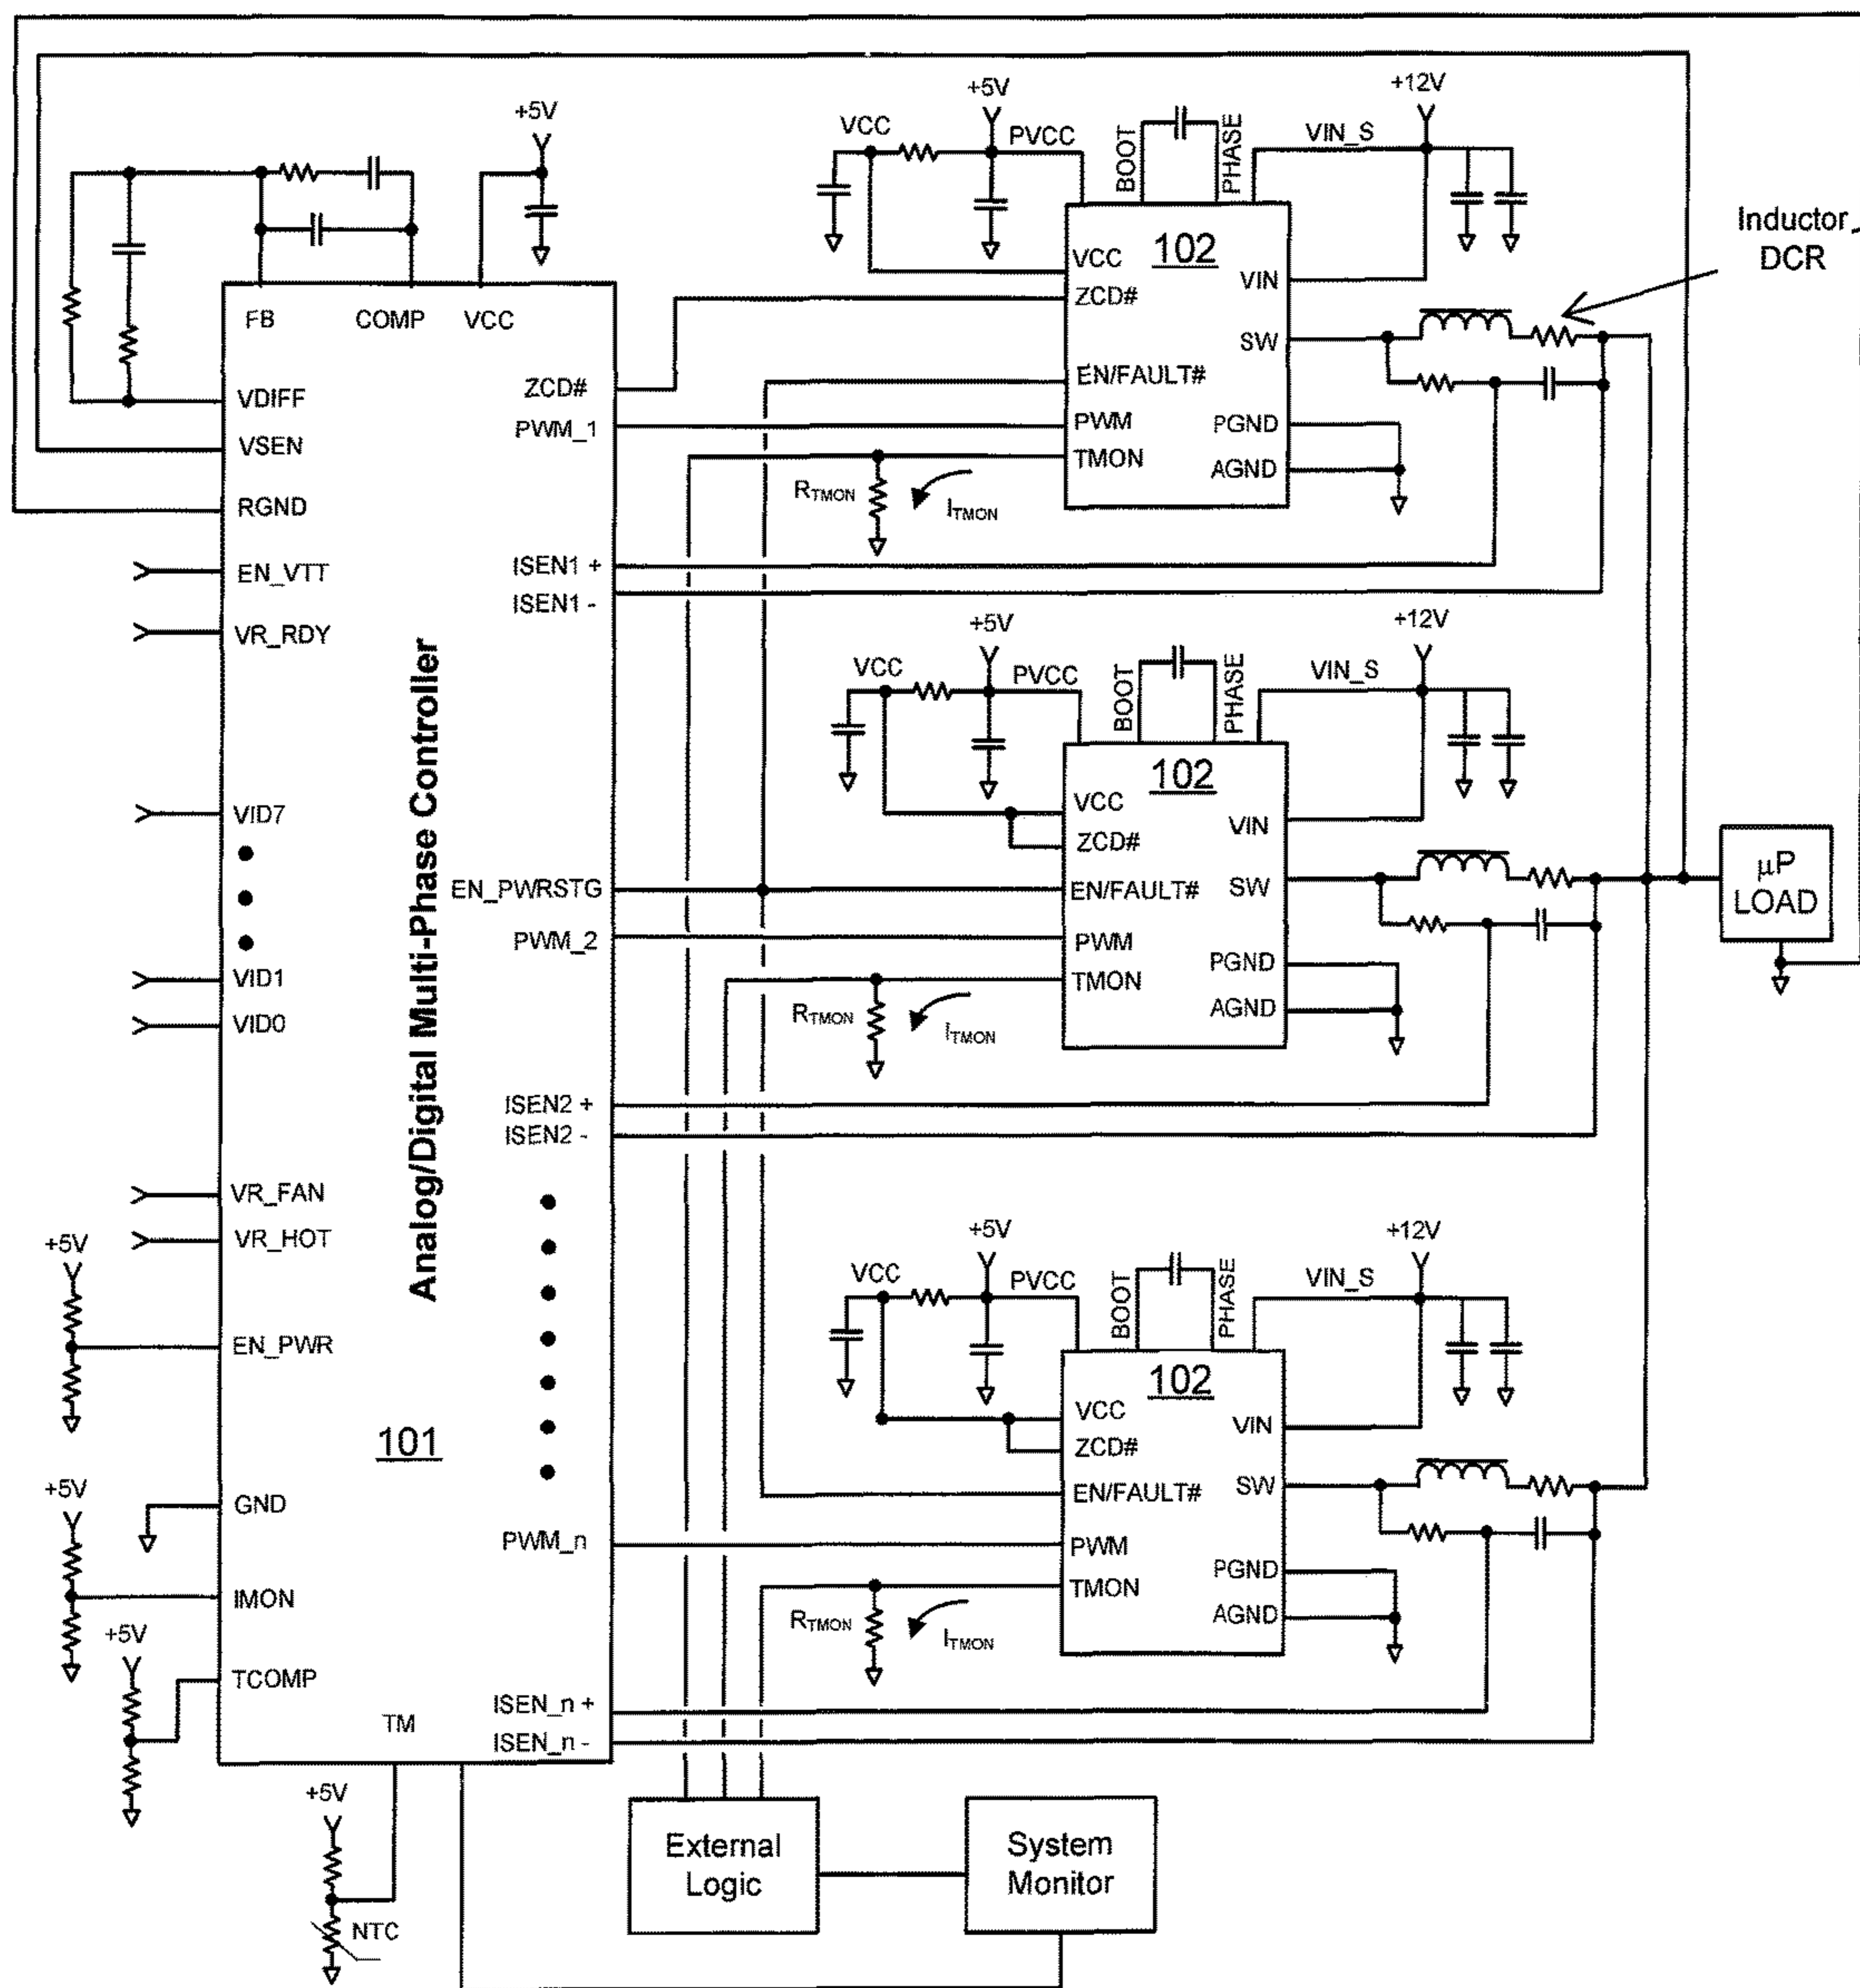 +5V
FB
COMP
VCC
VDIFF
VSEN
RGND
EN_VTT
VR_RDY
VID7
VID1
VID0
VR_FAN
VR_HOT
+5V
EN_PWR
GND
+5V
IMON
+5V
TCOMP
TM
+5V
NTC
Analog/Digital Multi-Phase Controller
101
ZCD#
PWM_1
ISEN1 +
ISEN1 -
EN_PWRSTG
PWM_2
ISEN2 +
ISEN2 -
PWM_n
ISEN_n +
ISEN_n -
VCC
+5V
PVCC
BOOT
PHASE
VIN_S
+12V
102
VCC
ZCD#
EN/FAULT#
PWM
TMON
VIN
SW
PGND
AGND
RTMON
ITMON
Inductor
DCR
VCC
+5V
PVCC
BOOT
PHASE
VIN_S
+12V
102
VCC
ZCD#
EN/FAULT#
PWM
TMON
VIN
SW
PGND
AGND
RTMON
ITMON
μP
LOAD
VCC
+5V
PVCC
BOOT
PHASE
VIN_S
+12V
102
VCC
ZCD#
EN/FAULT#
PWM
TMON
VIN
SW
PGND
AGND
RTMON
ITMON
External
Logic
System
Monitor